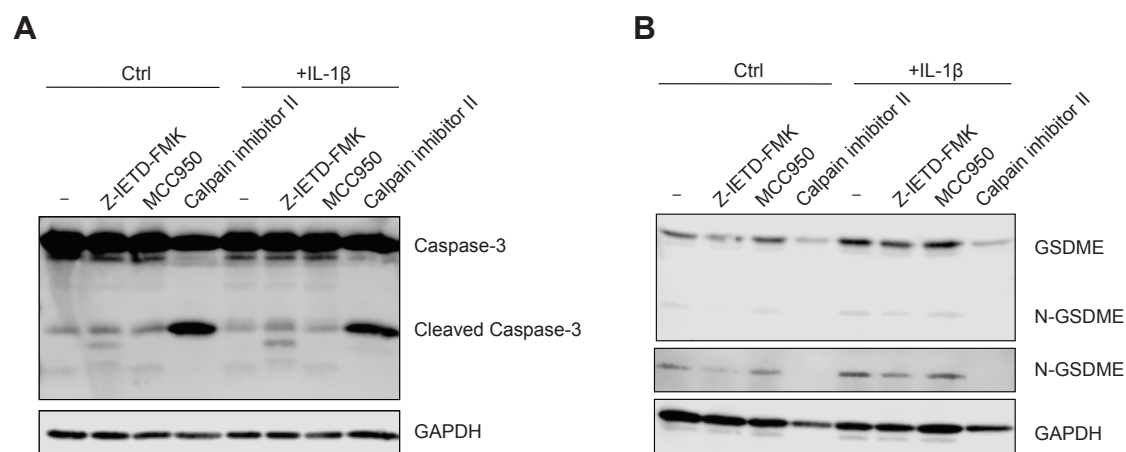 A
Ctrl
+IL-1β
–
Z-IETD-FMK
MCC950
Calpain inhibitor II
–
Z-IETD-FMK
MCC950
Calpain inhibitor II
Caspase-3
Cleaved Caspase-3
GAPDH
B
Ctrl
+IL-1β
–
Z-IETD-FMK
MCC950
Calpain inhibitor II
–
Z-IETD-FMK
MCC950
Calpain inhibitor II
GSDME
N-GSDME
N-GSDME
GAPDH